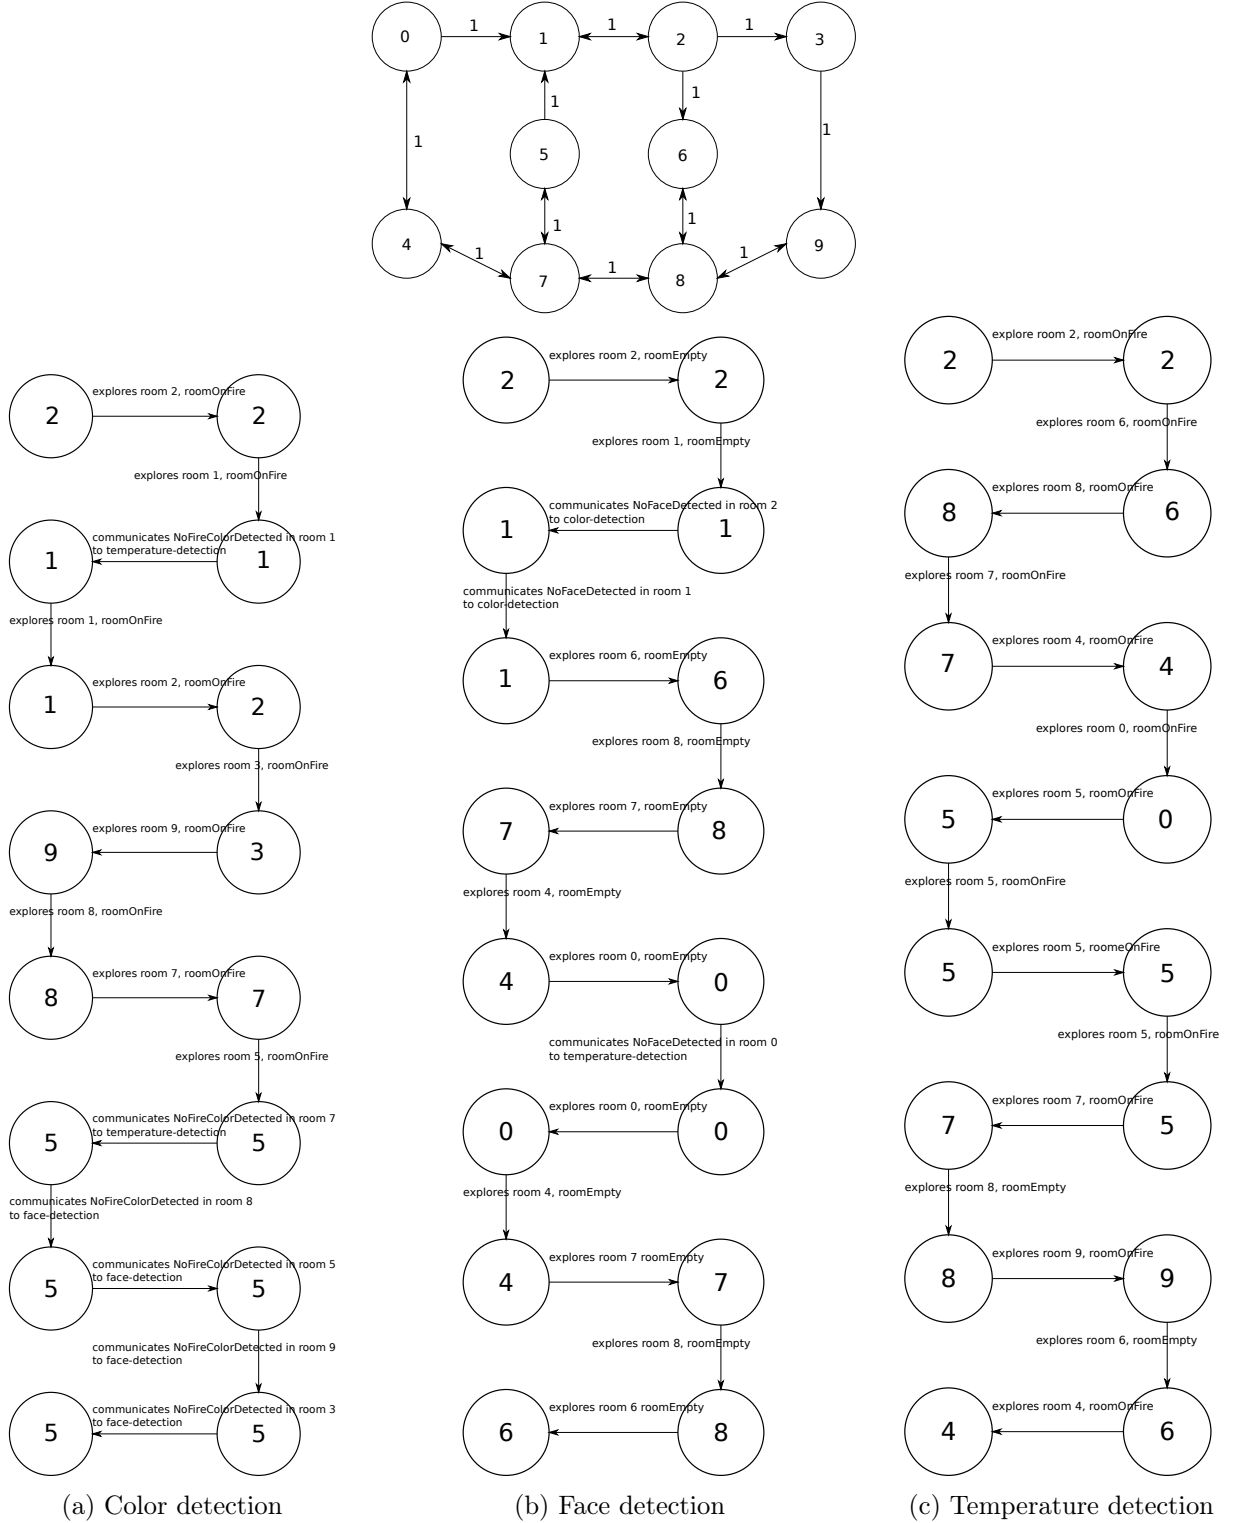 1
1
1
0
1
2
3
1
1
1
1
5
6
1
1
4
9
1
1
1
7
8
explores room 2, roomOnFire
2
2
explores room 1, roomOnFire
communicates NoFireColorDetected in room 1
to temperature-detection
1
1
explores room 1, roomOnFire
explores room 2, roomOnFire
1
2
explores room 3, roomOnFire
explores room 9, roomOnFire
9
3
explores room 8, roomOnFire
explores room 7, roomOnFire
8
7
explores room 5, roomOnFire
communicates NoFireColorDetected in room 7
to temperature-detection
5
5
communicates NoFireColorDetected in room 8
to face-detection
communicates NoFireColorDetected in room 5
to face-detection
5
5
communicates NoFireColorDetected in room 9
to face-detection
communicates NoFireColorDetected in room 3
to face-detection
5
5
(a) Color detection
explores room 2, roomEmpty
2
2
explores room 1, roomEmpty
communicates NoFaceDetected in room 2
to color-detection
1
1
communicates NoFaceDetected in room 1
to color-detection
explores room 6, roomEmpty
1
6
explores room 8, roomEmpty
explores room 7, roomEmpty
7
8
explores room 4, roomEmpty
explores room 0, roomEmpty
4
0
communicates NoFaceDetected in room 0
to temperature-detection
explores room 0, roomEmpty
0
0
explores room 4, roomEmpty
explores room 7 roomEmpty
4
7
explores room 8, roomEmpty
explores room 6 roomEmpty
6
8
(b) Face detection
explore room 2, roomOnFire
2
2
explores room 6, roomOnFire
explores room 8, roomOnFire
8
6
explores room 7, roomOnFire
explores room 4, roomOnFire
7
4
explores room 0, roomOnFire
explores room 5, roomOnFire
5
0
explores room 5, roomOnFire
explores room 5, roomeOnFire
5
5
explores room 5, roomOnFire
explores room 7, roomOnFire
7
5
explores room 8, roomEmpty
explores room 9, roomOnFire
8
9
explores room 6, roomEmpty
explores room 4, roomOnFire
4
6
(c) Temperature detection